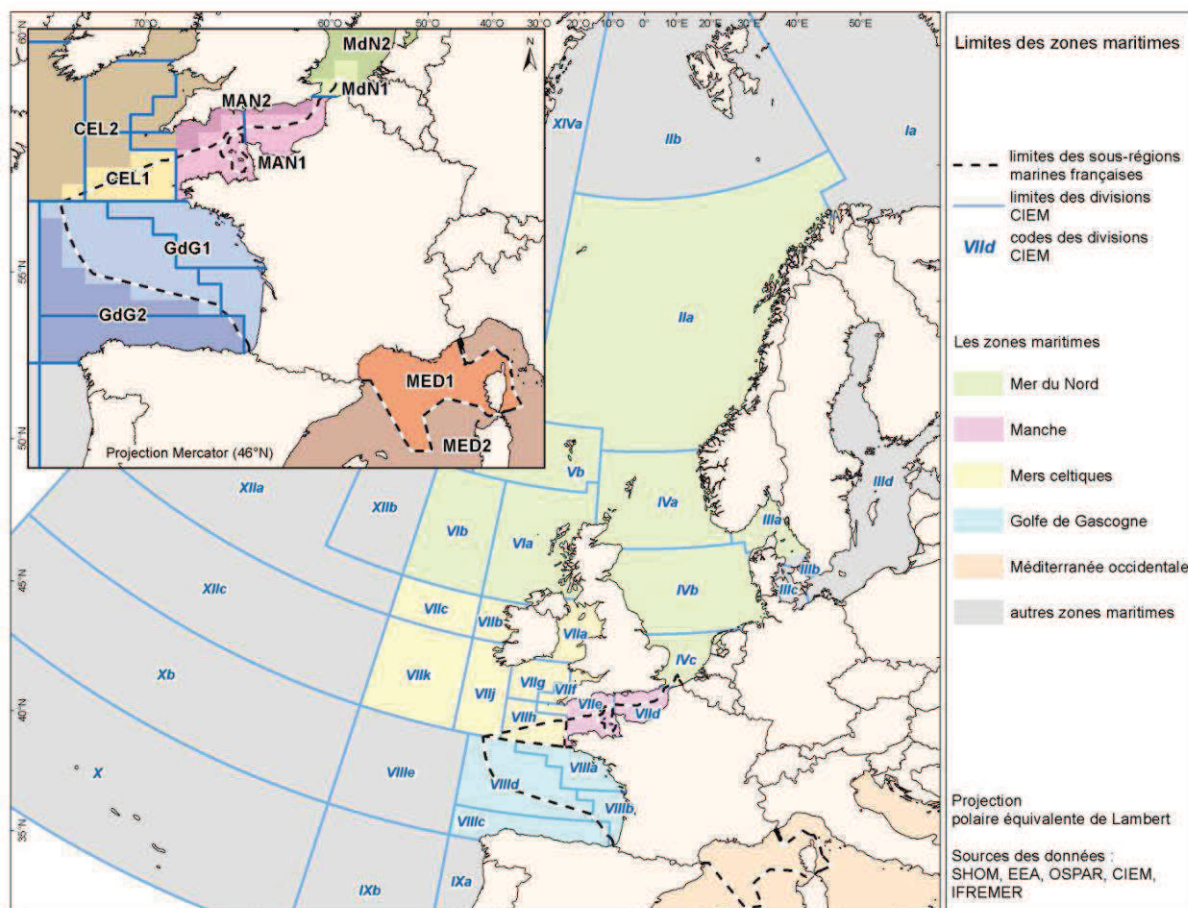 70°O
60°O
50°O
40°O
30°O
20°O
10°O
0°
10°E
20°E
30°E
40°E
50°E
60°N
55°N
50°N
45°N
40°N
35°N
N
MdN2
MdN1
MAN2
MAN1
CEL2
CEL1
GdG1
GdG2
MED1
MED2
Projection Mercator (46°N)
XIVa
IIb
Ia
IIa
Vb
XIIa
XIIb
VIb
VIa
IVa
IIIa
IIId
IIIb
IIIc
IVb
XIIc
VIIc
VIIb
VIIa
IVc
Xb
VIIk
VIIj
VIIg
VIIf
VIIh
VIIe
VIId
X
VIIIe
VIIId
VIIIa
VIIIb
VIIIc
IXb
IXa
Limites des zones maritimes
limites des sous-régions
marines françaises
limites des divisions
CIEM
VIId
codes des divisions
CIEM
Les zones maritimes
Mer du Nord
Manche
Mers celtiques
Golfe de Gascogne
Méditerranée occidentale
autres zones maritimes
Projection
polaire équivalente de Lambert
Sources des données :
SHOM, EEA, OSPAR, CIEM,
IFREMER